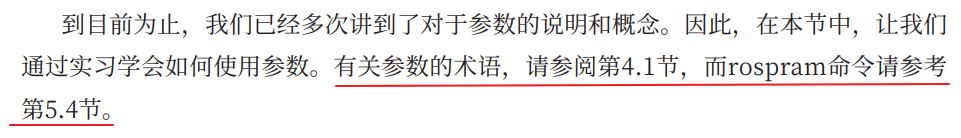 到目前为止，我们已经多次讲到了对于参数的说明和概念。因此，在本节中，让我们
通过实习学会如何使用参数。有关参数的术语，请参阅第4.1节，而rospram命令请参考
第5.4节。